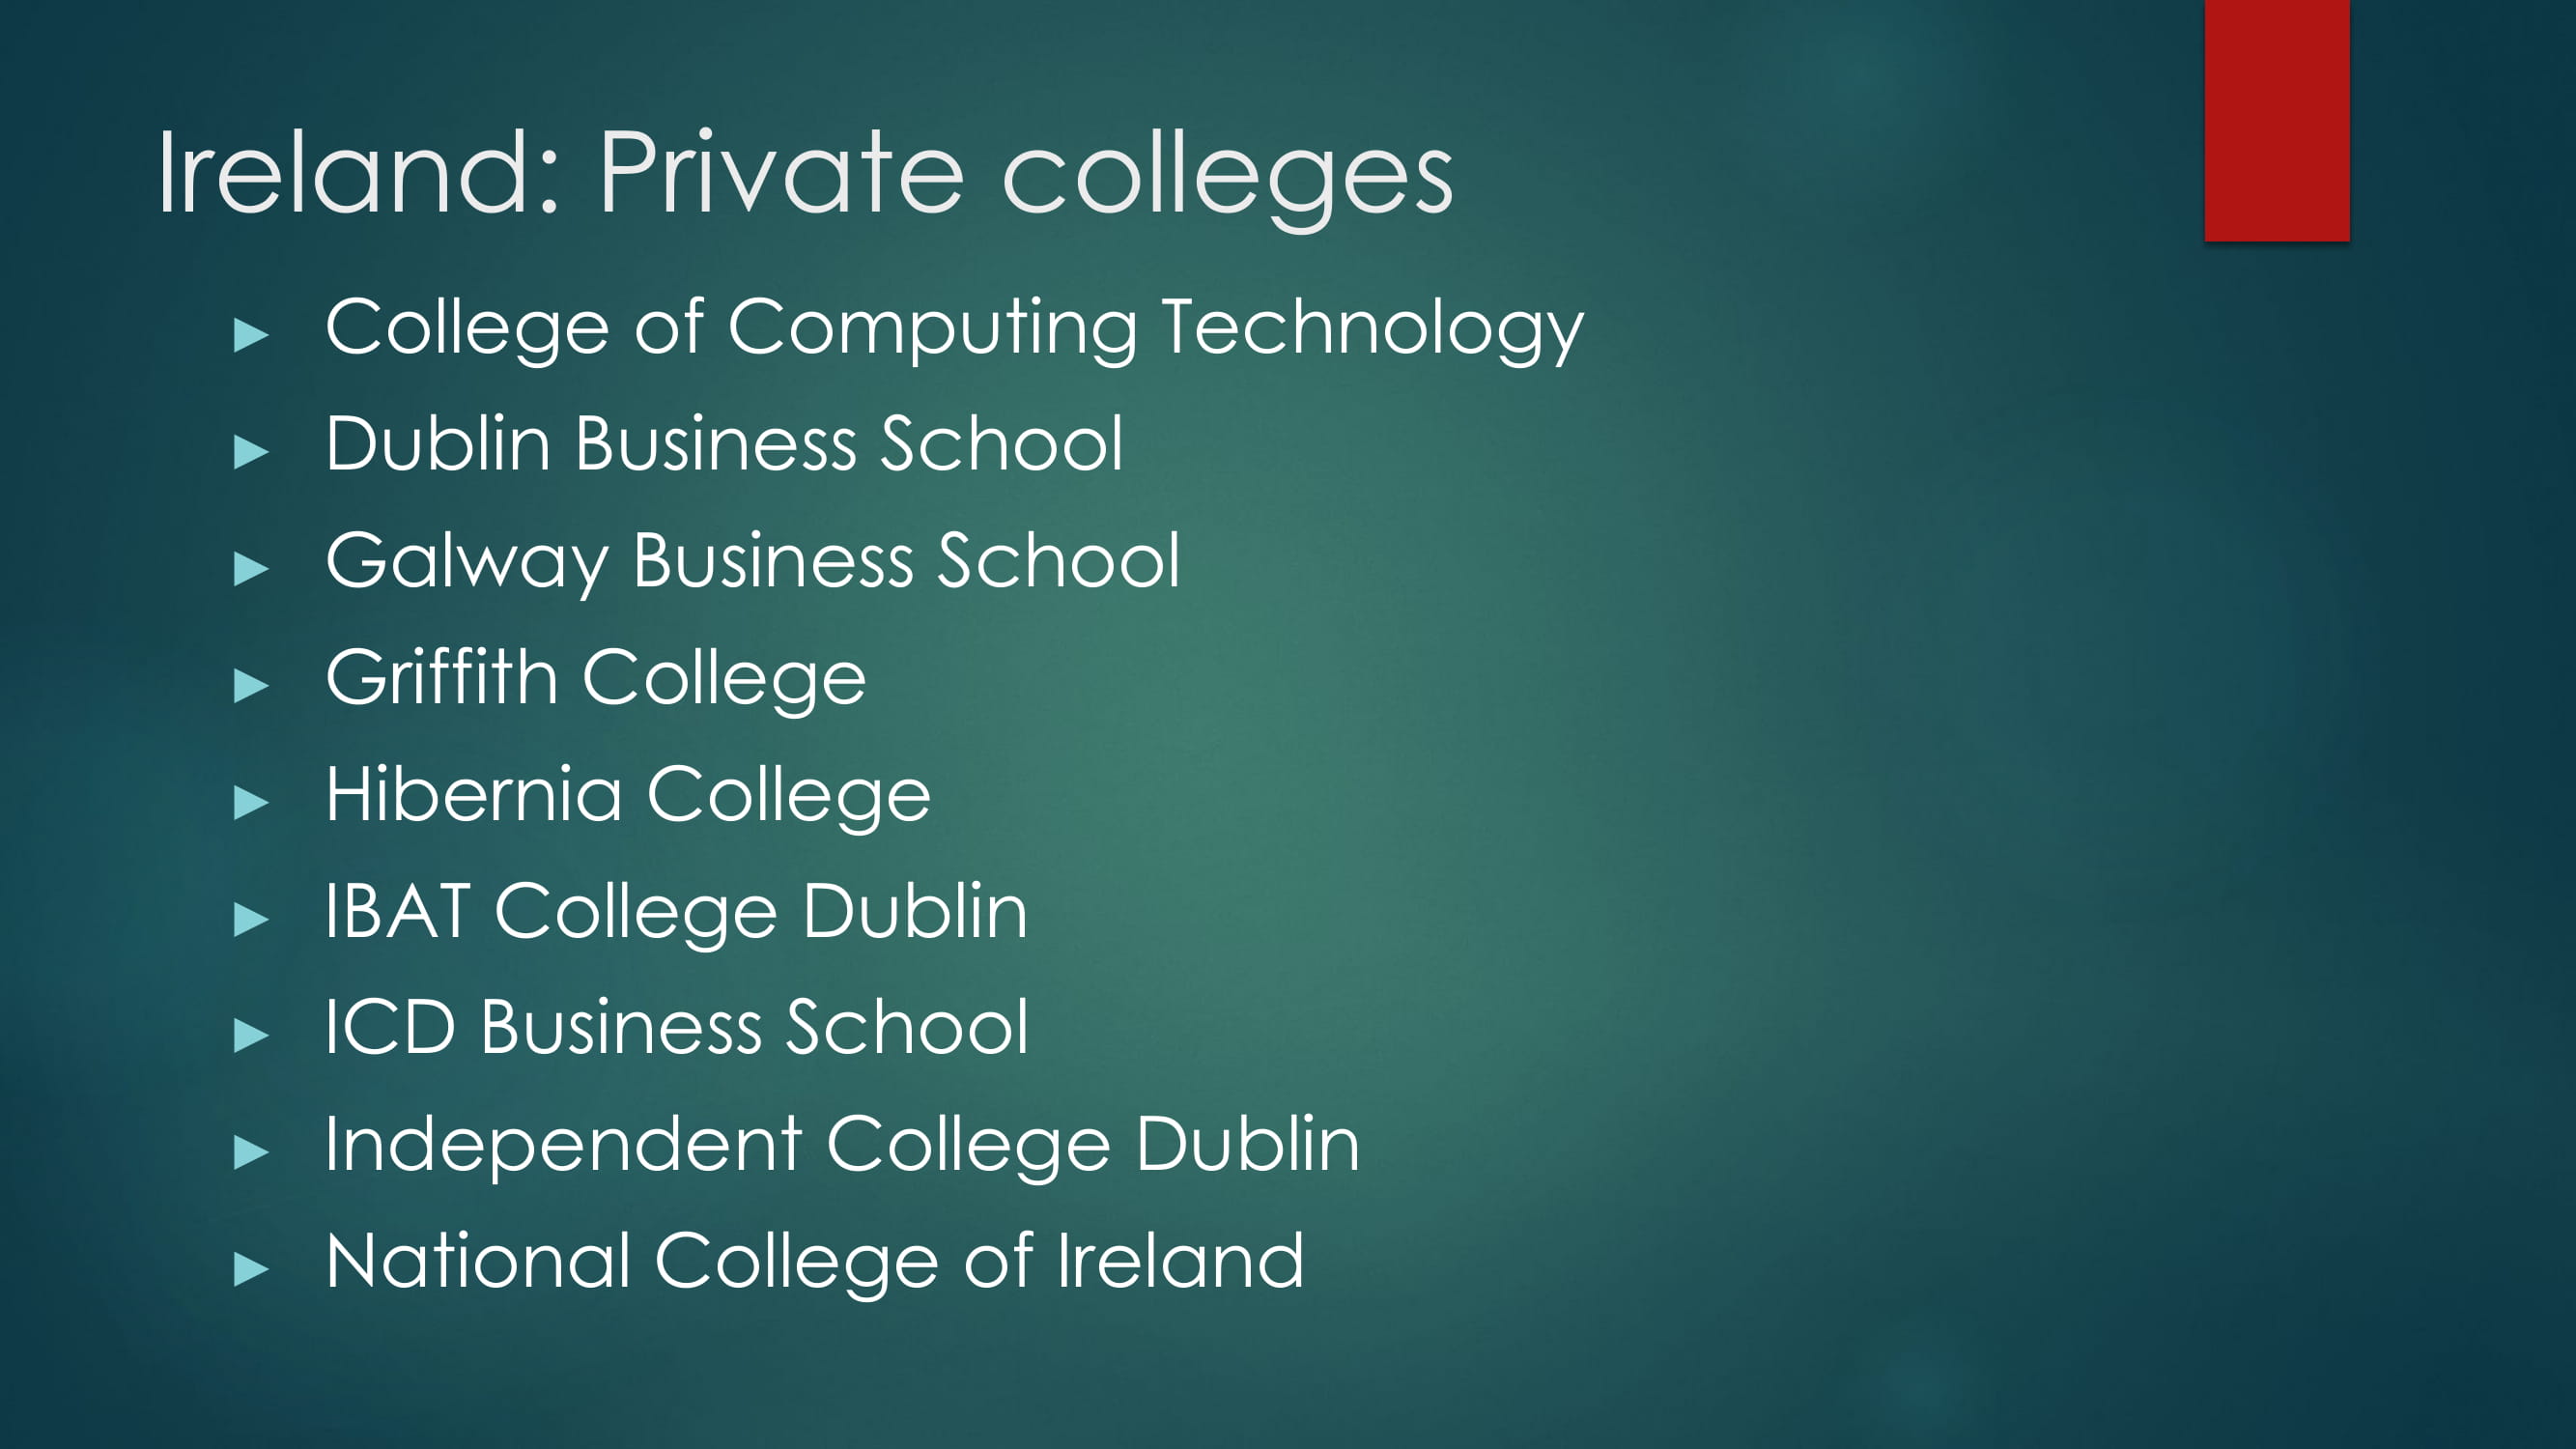 Ireland: Private colleges
► College of Computing Technology
► Dublin Business School
► Galway Business School
► Griffith College
► Hibernia College
► IBAT College Dublin
► ICD Business School
► Independent College Dublin
► National College of Ireland